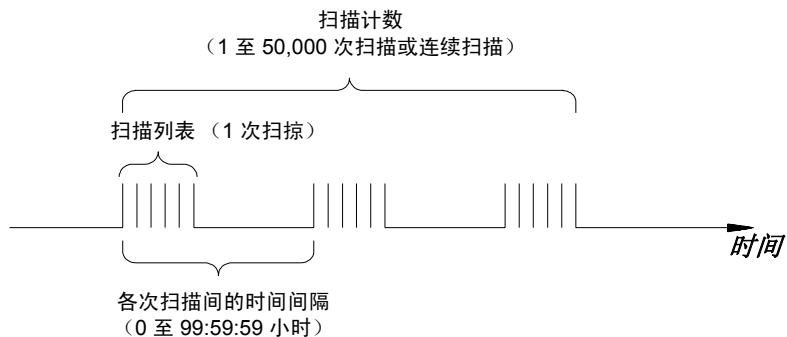 扫描计数
（1 至 50,000 次扫描或连续扫描）
扫描列表 （1 次扫掠）
时间
各次扫描间的时间间隔
（0 至 99:59:59 小时）